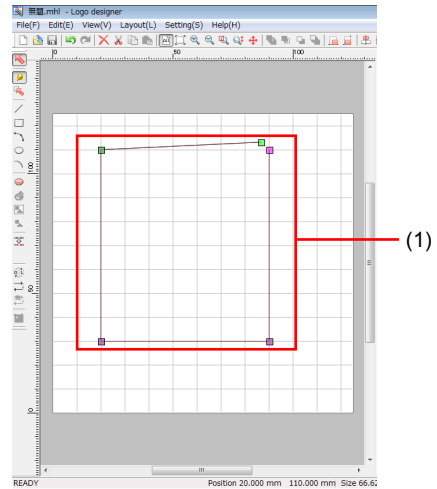 無題.mhl - Logo designer
File(F) Edit(E) View(V) Layout(L) Setting(S) Help(H)
0 50 100
100
50
0
(1)
READY Position 20.000 mm 110.000 mm Size 66.62